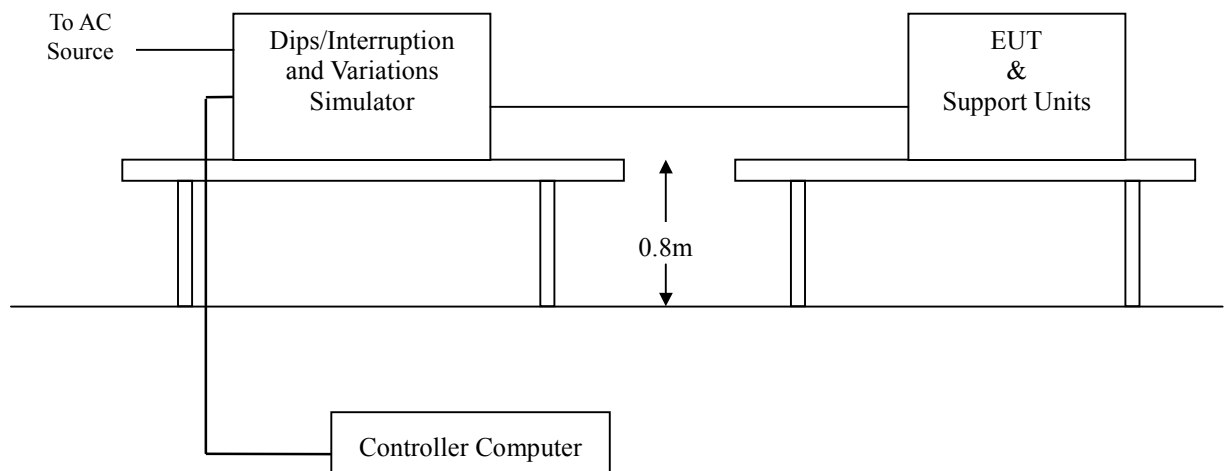 To AC
Source
Dips/Interruption
and Variations
Simulator
EUT
&
Support Units
0.8m
Controller Computer